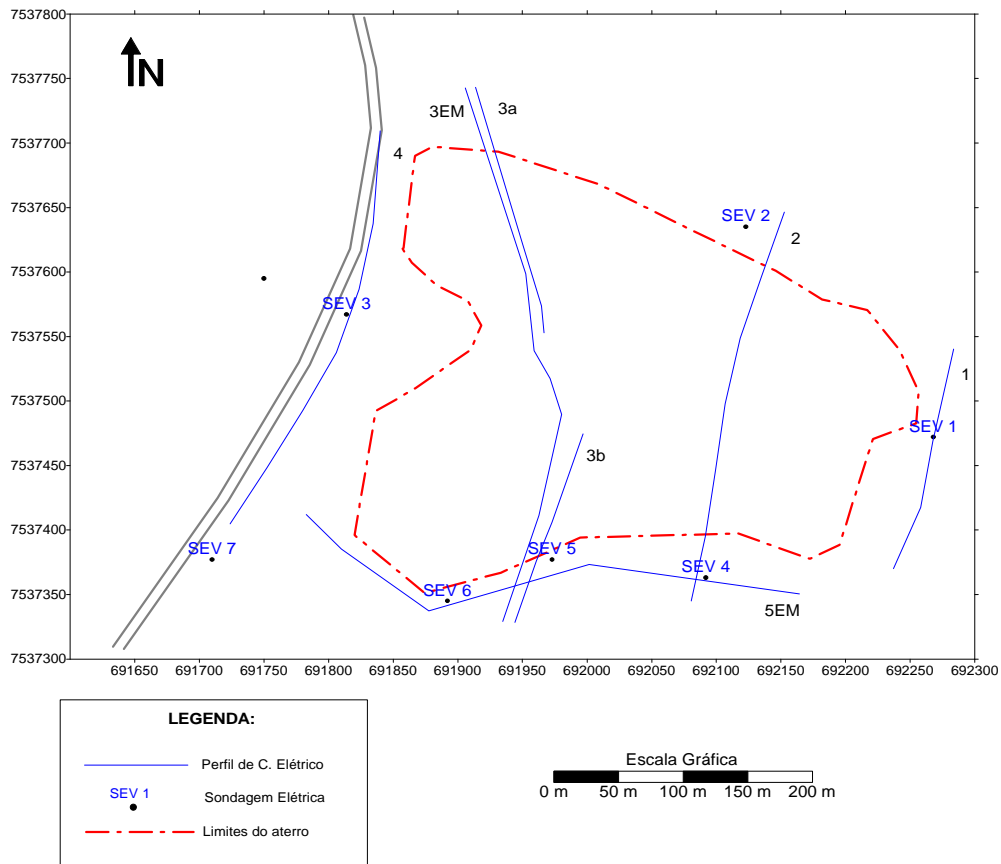 7537800
N
7537750
3EM
3a
7537700
4
7537650
SEV 2
2
7537600
SEV 3
7537550
1
7537500
SEV 1
7537450
3b
7537400
SEV 7
SEV 5
SEV 4
7537350
SEV 6
5EM
7537300
691650 691700 691750 691800 691850 691900 691950 692000 692050 692100 692150 692200 692250 692300
LEGENDA:
Perfil de C. Elétrico
SEV 1
Sondagem Elétrica
Limites do aterro
Escala Gráfica
0 m 50 m 100 m 150 m 200 m